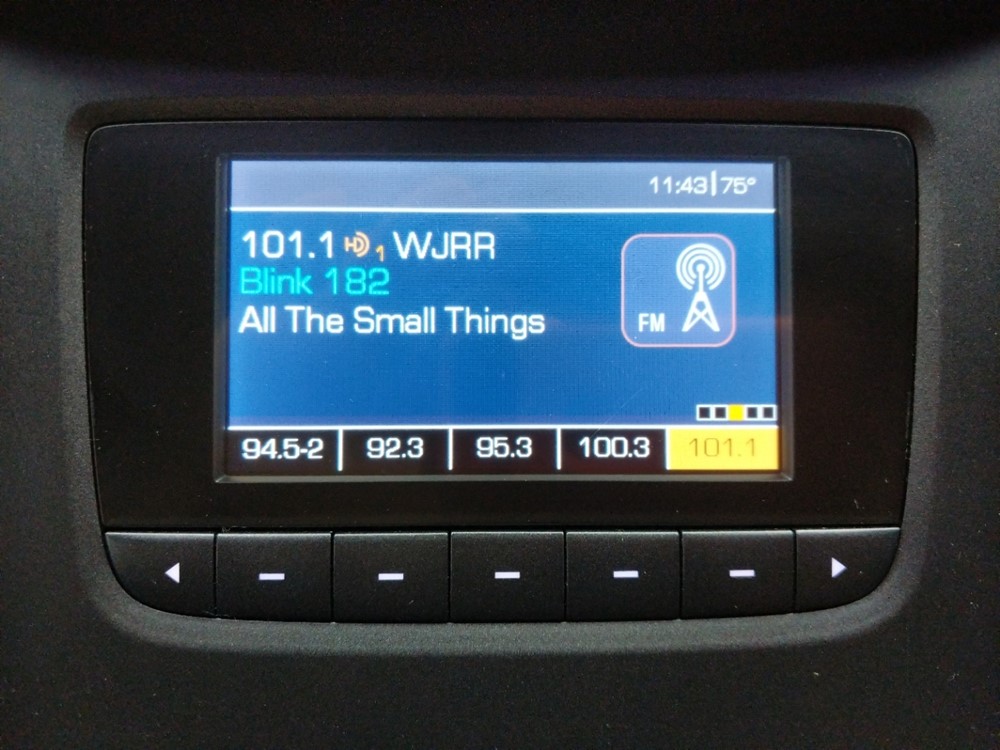 11:43 75°
101.1 HD 1 WJRR
Blink 182
All The Small Things
FM
94.5-2 92.3 95.3 100.3 101.1